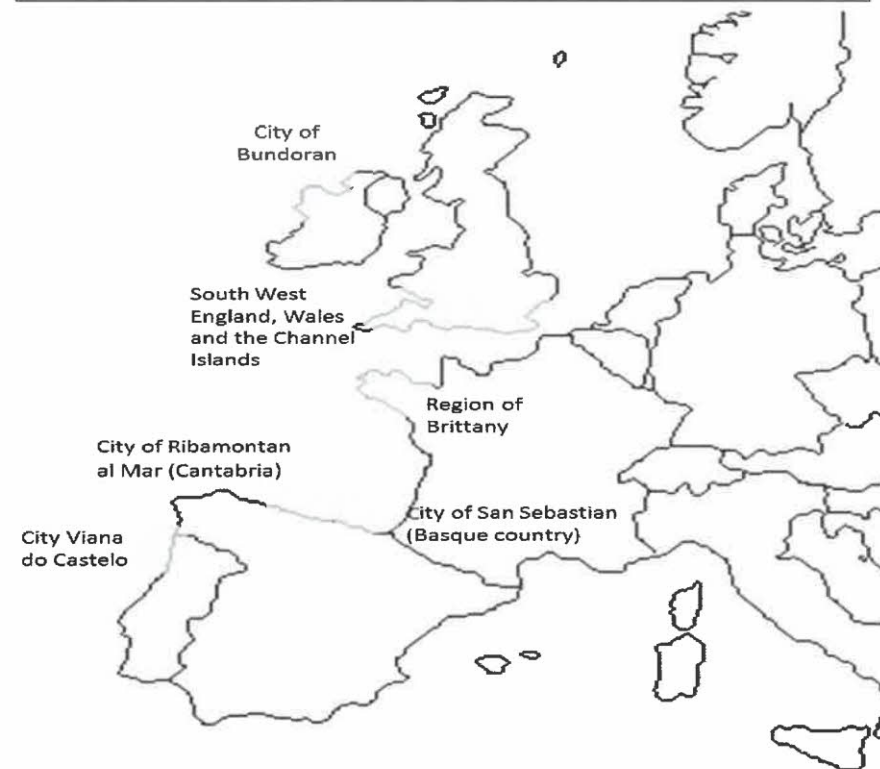 City of
Bundoran
South West
England, Wales
and the Channel
Islands
Region of
Brittany
City of Ribamontan
al Mar (Cantabria)
City of San Sebastian
(Basque country)
City Viana
do Castelo